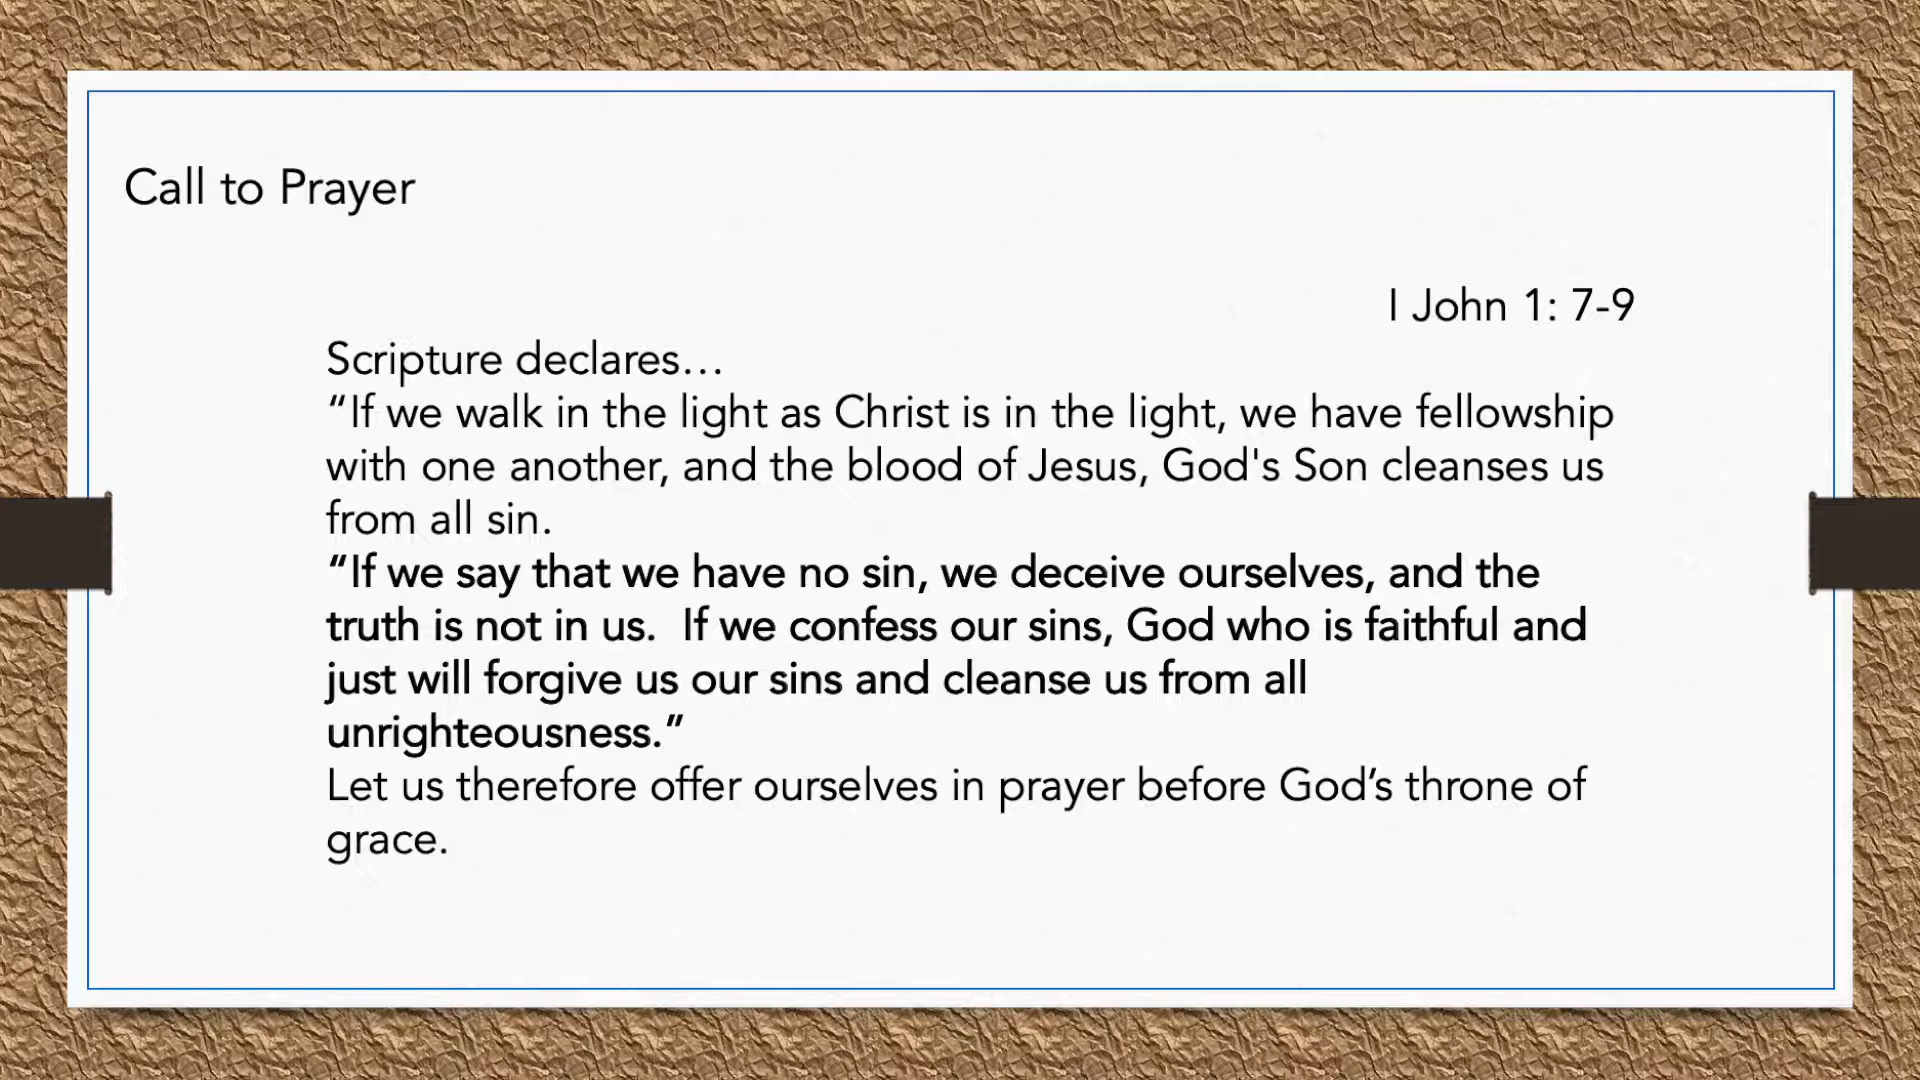 Call to Prayer
I John 1: 7-9
Scripture declares…
“If we walk in the light as Christ is in the light, we have fellowship
with one another, and the blood of Jesus, God's Son cleanses us
from all sin.
“If we say that we have no sin, we deceive ourselves, and the
truth is not in us.  If we confess our sins, God who is faithful and
just will forgive us our sins and cleanse us from all
unrighteousness.”
Let us therefore offer ourselves in prayer before God’s throne of
grace.